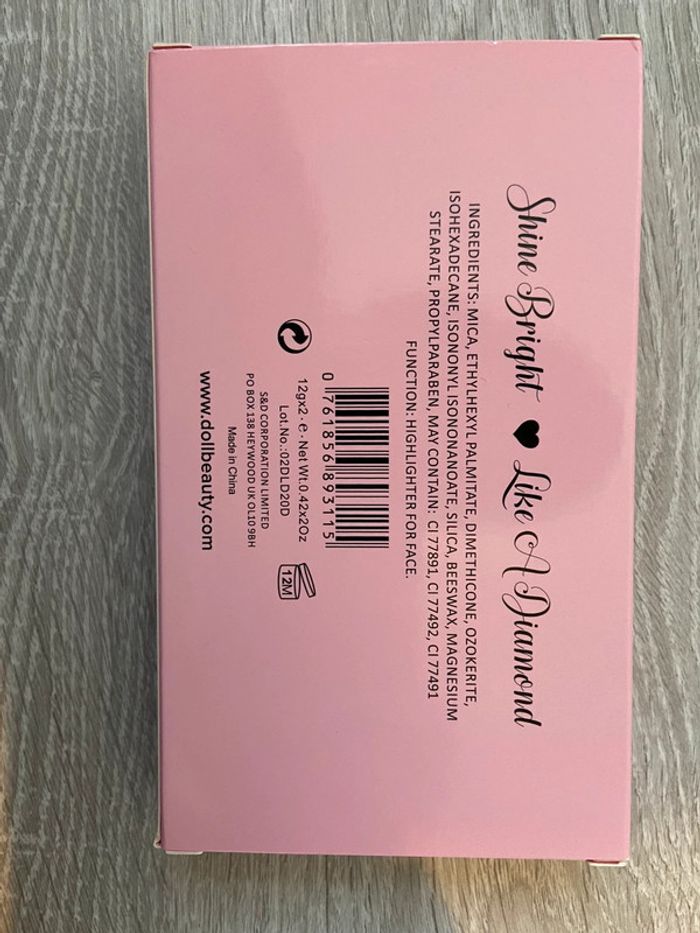 Shine Bright ♥ Like A Diamond
INGREDIENTS: MICA, ETHYLHEXYL PALMITATE, DIMETHICONE, OZOKERITE,
ISOHEXADECANE, ISONONYL ISONONANOATE, SILICA, BEESWAX, MAGNESIUM
STEARATE, PROPYLPARABEN, MAY CONTAIN: CI 77891, CI 77492, CI 77491
FUNCTION: HIGHLIGHTER FOR FACE.
0 761856 893115
12gx2 · e · Net Wt.0.42x2Oz
Lot.No.:02DLD20D
12M
S&D CORPORATION LIMITED
PO BOX 138 HEYWOOD UK OL10 9BH
Made in China
www.dollbeauty.com